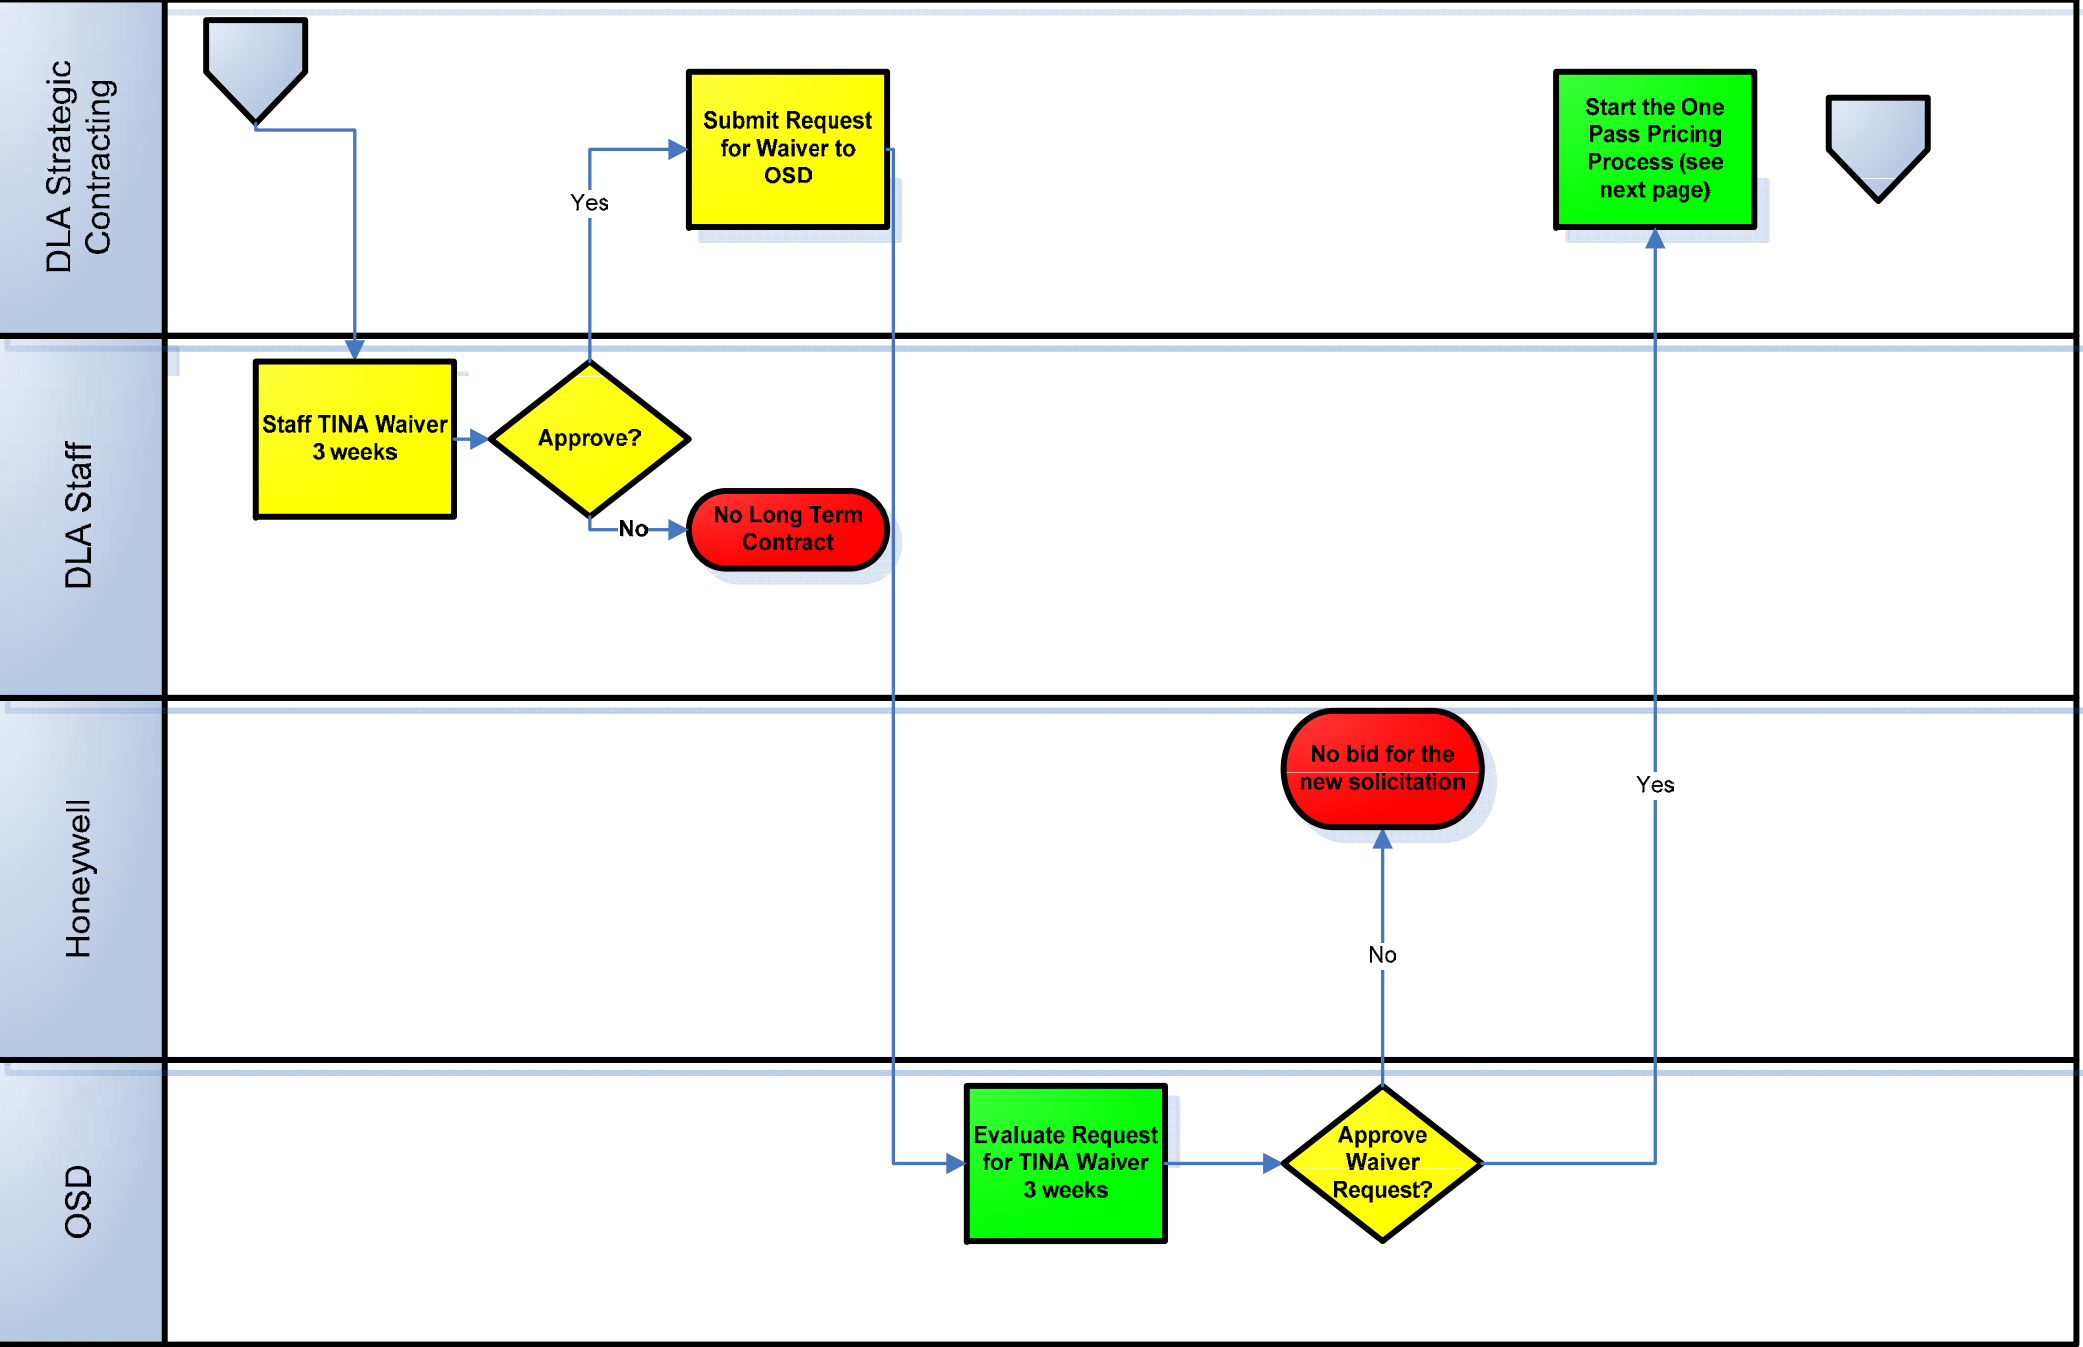 DLA Strategic
Contracting
Submit Request
for Waiver to
OSD
Start the One
Pass Pricing
Process (see
next page)
Yes
DLA Staff
Staff TINA Waiver
3 weeks
Approve?
No
No Long Term
Contract
Honeywell
No bid for the
new solicitation
Yes
No
OSD
Evaluate Request
for TINA Waiver
3 weeks
Approve
Waiver
Request?